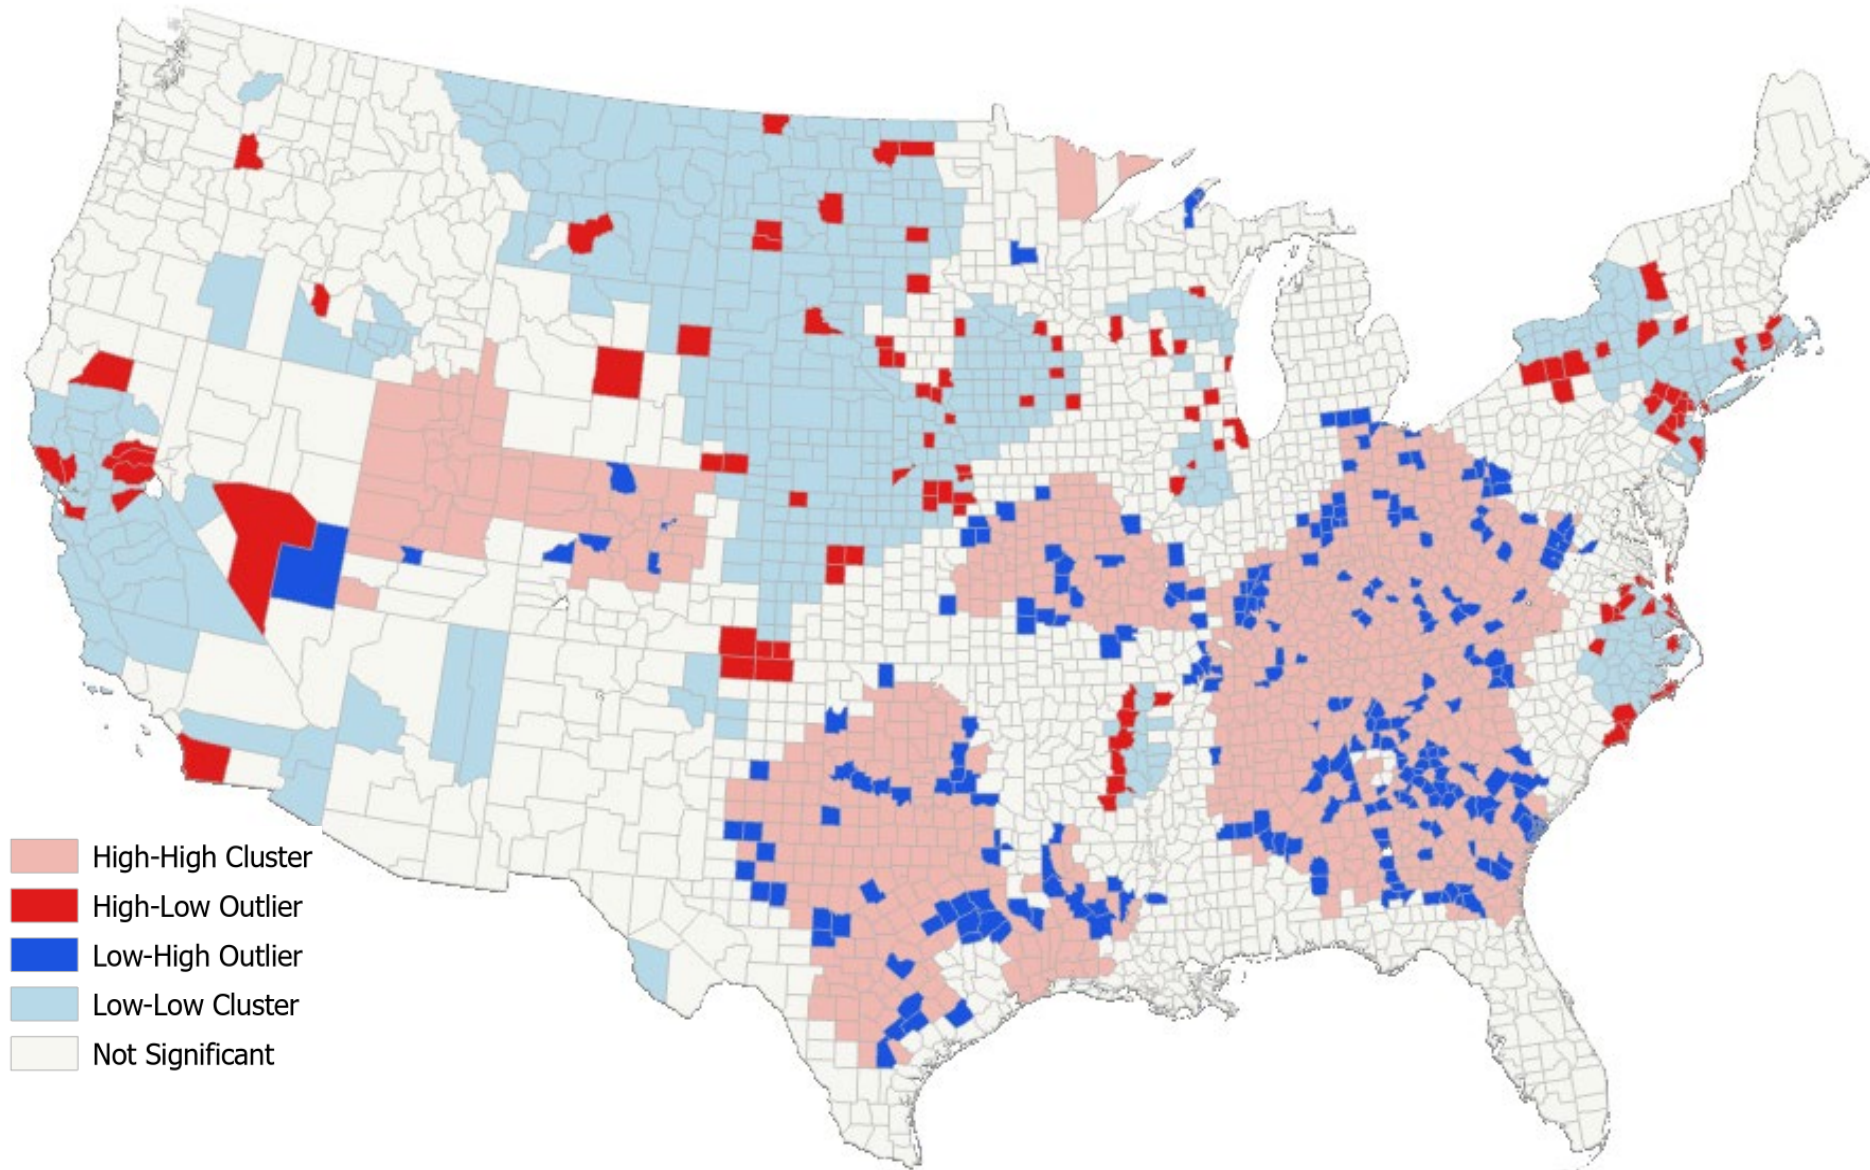 High-High Cluster
High-Low Outlier
Low-High Outlier
Low-Low Cluster
Not Significant